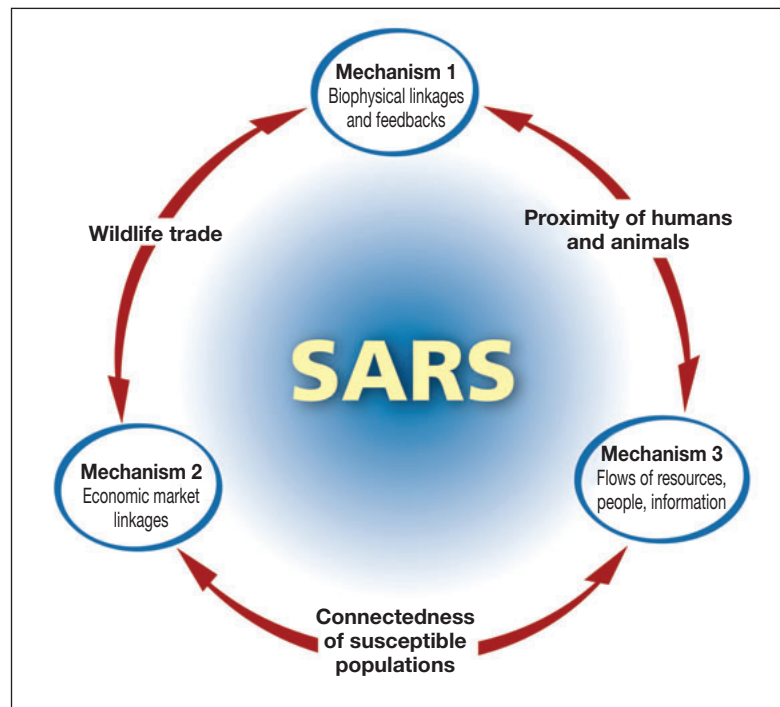 Mechanism 1
Biophysical linkages
and feedbacks
Wildlife trade
Proximity of humans
and animals
SARS
Mechanism 2
Economic market
linkages
Mechanism 3
Flows of resources,
people, information
Connectedness
of susceptible
populations